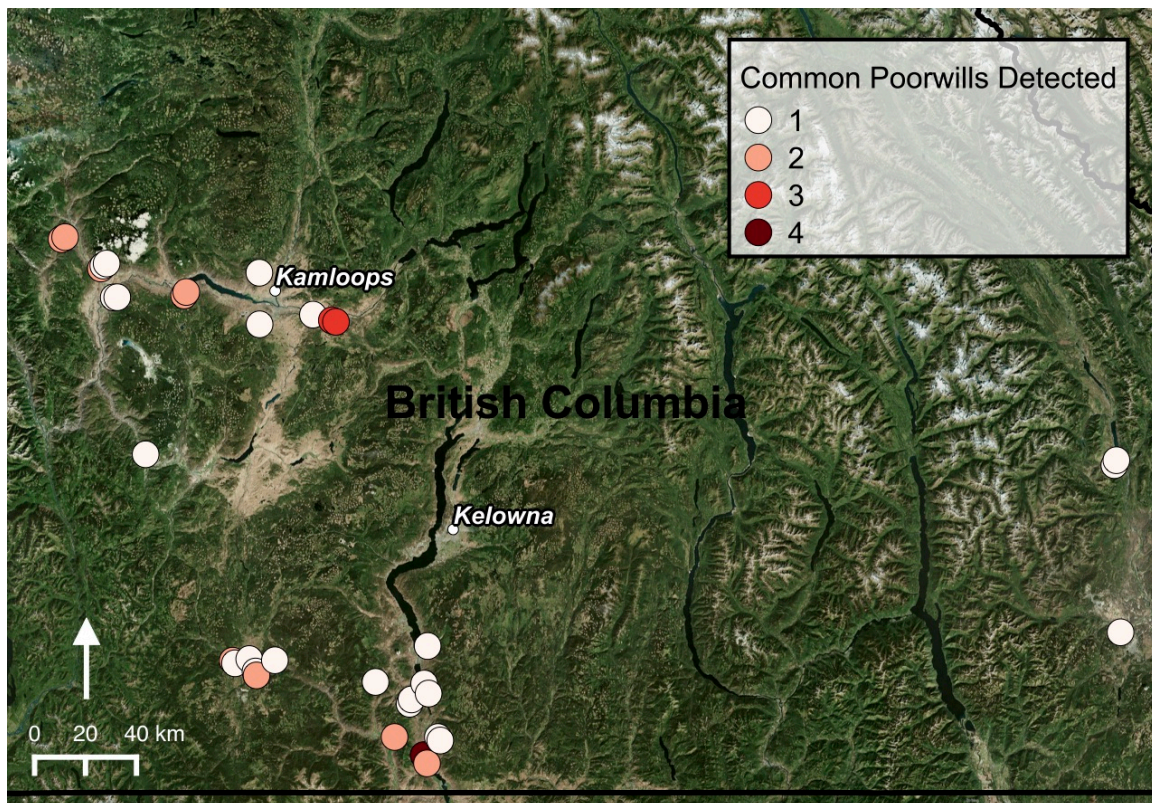 Common Poorwills Detected
1
2
3
4
Kamloops
British Columbia
Kelowna
0 20 40 km